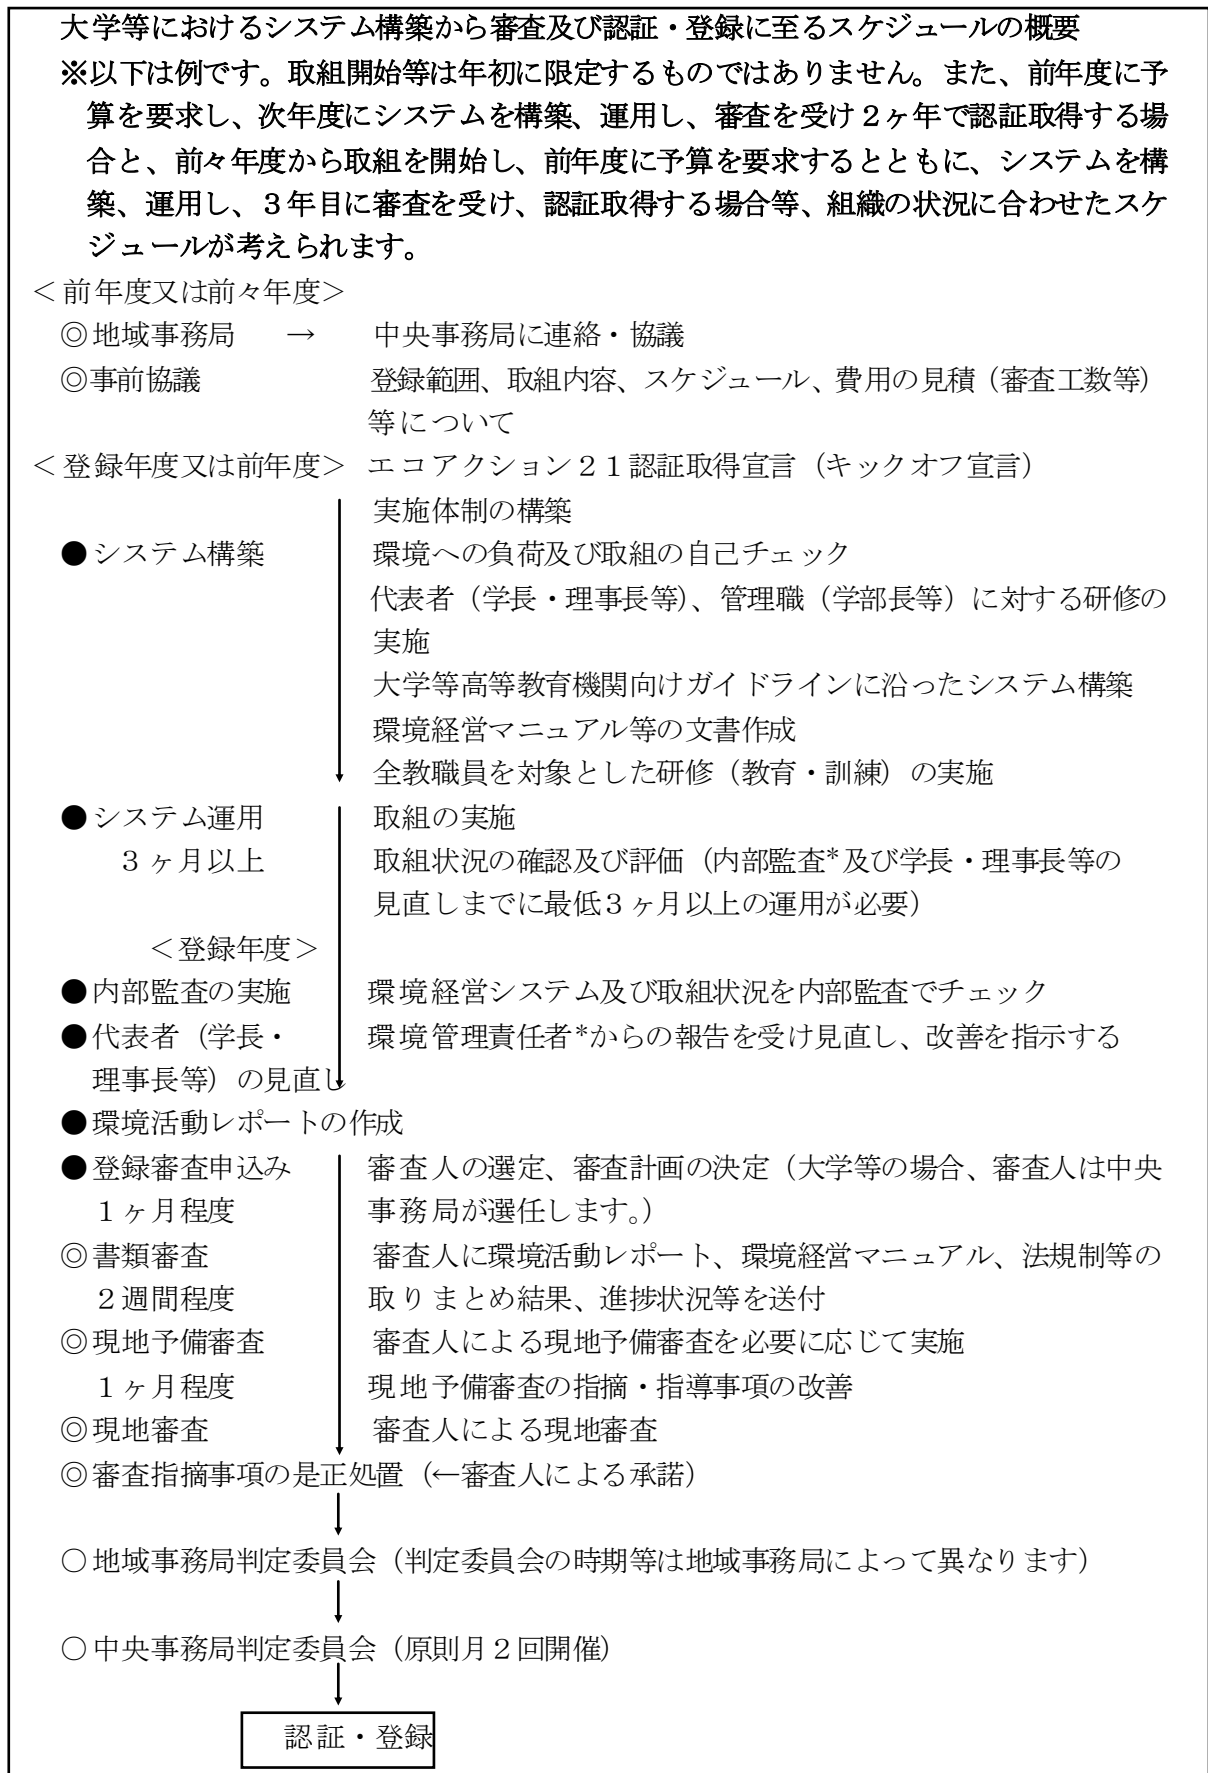 大学等におけるシステム構築から審査及び認証・登録に至るスケジュールの概要
※以下は例です。取組開始等は年初に限定するものではありません。また、前年度に予
算を要求し、次年度にシステムを構築、運用し、審査を受け２ヶ年で認証取得する場
合と、前々年度から取組を開始し、前年度に予算を要求するとともに、システムを構
築、運用し、３年目に審査を受け、認証取得する場合等、組織の状況に合わせたスケ
ジュールが考えられます。
＜前年度又は前々年度＞
◎地域事務局 → 中央事務局に連絡・協議
◎事前協議 登録範囲、取組内容、スケジュール、費用の見積（審査工数等）
等について
＜登録年度又は前年度＞ エコアクション２１認証取得宣言（キックオフ宣言）
実施体制の構築
●システム構築 環境への負荷及び取組の自己チェック
代表者（学長・理事長等）、管理職（学部長等）に対する研修の
実施
大学等高等教育機関向けガイドラインに沿ったシステム構築
環境経営マニュアル等の文書作成
全教職員を対象とした研修（教育・訓練）の実施
●システム運用 取組の実施
３ヶ月以上 取組状況の確認及び評価（内部監査*及び学長・理事長等の
見直しまでに最低３ヶ月以上の運用が必要）
＜登録年度＞
●内部監査の実施 環境経営システム及び取組状況を内部監査でチェック
●代表者（学長・ 環境管理責任者*からの報告を受け見直し、改善を指示する
理事長等）の見直し
●環境活動レポートの作成
●登録審査申込み 審査人の選定、審査計画の決定（大学等の場合、審査人は中央
１ヶ月程度 事務局が選任します。）
◎書類審査 審査人に環境活動レポート、環境経営マニュアル、法規制等の
２週間程度 取りまとめ結果、進捗状況等を送付
◎現地予備審査 審査人による現地予備審査を必要に応じて実施
１ヶ月程度 現地予備審査の指摘・指導事項の改善
◎現地審査 審査人による現地審査
◎審査指摘事項の是正処置（←審査人による承諾）
○地域事務局判定委員会（判定委員会の時期等は地域事務局によって異なります）
○中央事務局判定委員会（原則月２回開催）
認証・登録